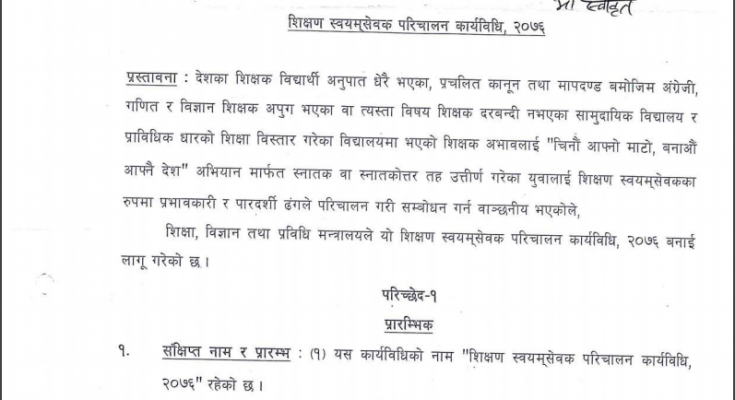 मा स्वीकृत
शिक्षण स्वयम्‌सेवक परिचालन कार्यविधि, २०७६
प्रस्तावना : देशका शिक्षक विद्यार्थी अनुपात धेरै भएका, प्रचलित कानून तथा मापदण्ड बमोजिम अंग्रेजी,
गणित र विज्ञान शिक्षक अपुग भएका वा त्यस्ता विषय शिक्षक दरबन्दी नभएका सामुदायिक विद्यालय र
प्राविधिक धारको शिक्षा विस्तार गरेका विद्यालयमा भएको शिक्षक अभावलाई "चिनौं आफ्नो माटो, बनाऔं
आफ्नै देश" अभियान मार्फत स्नातक वा स्नातकोत्तर तह उत्तीर्ण गरेका युवालाई शिक्षण स्वयम्‌सेवकका
रुपमा प्रभावकारी र पारदर्शी ढंगले परिचालन गरी सम्बोधन गर्न वाञ्छनीय भएकोले,
शिक्षा, विज्ञान तथा प्रविधि मन्त्रालयले यो शिक्षण स्वयम्‌सेवक परिचालन कार्यविधि, २०७६ बनाई
लागू गरेको छ ।
परिच्छेद-१
प्रारम्भिक
१. संक्षिप्त नाम र प्रारम्भ : (१) यस कार्यविधिको नाम "शिक्षण स्वयम्‌सेवक परिचालन कार्यविधि,
२०७६" रहेको छ ।